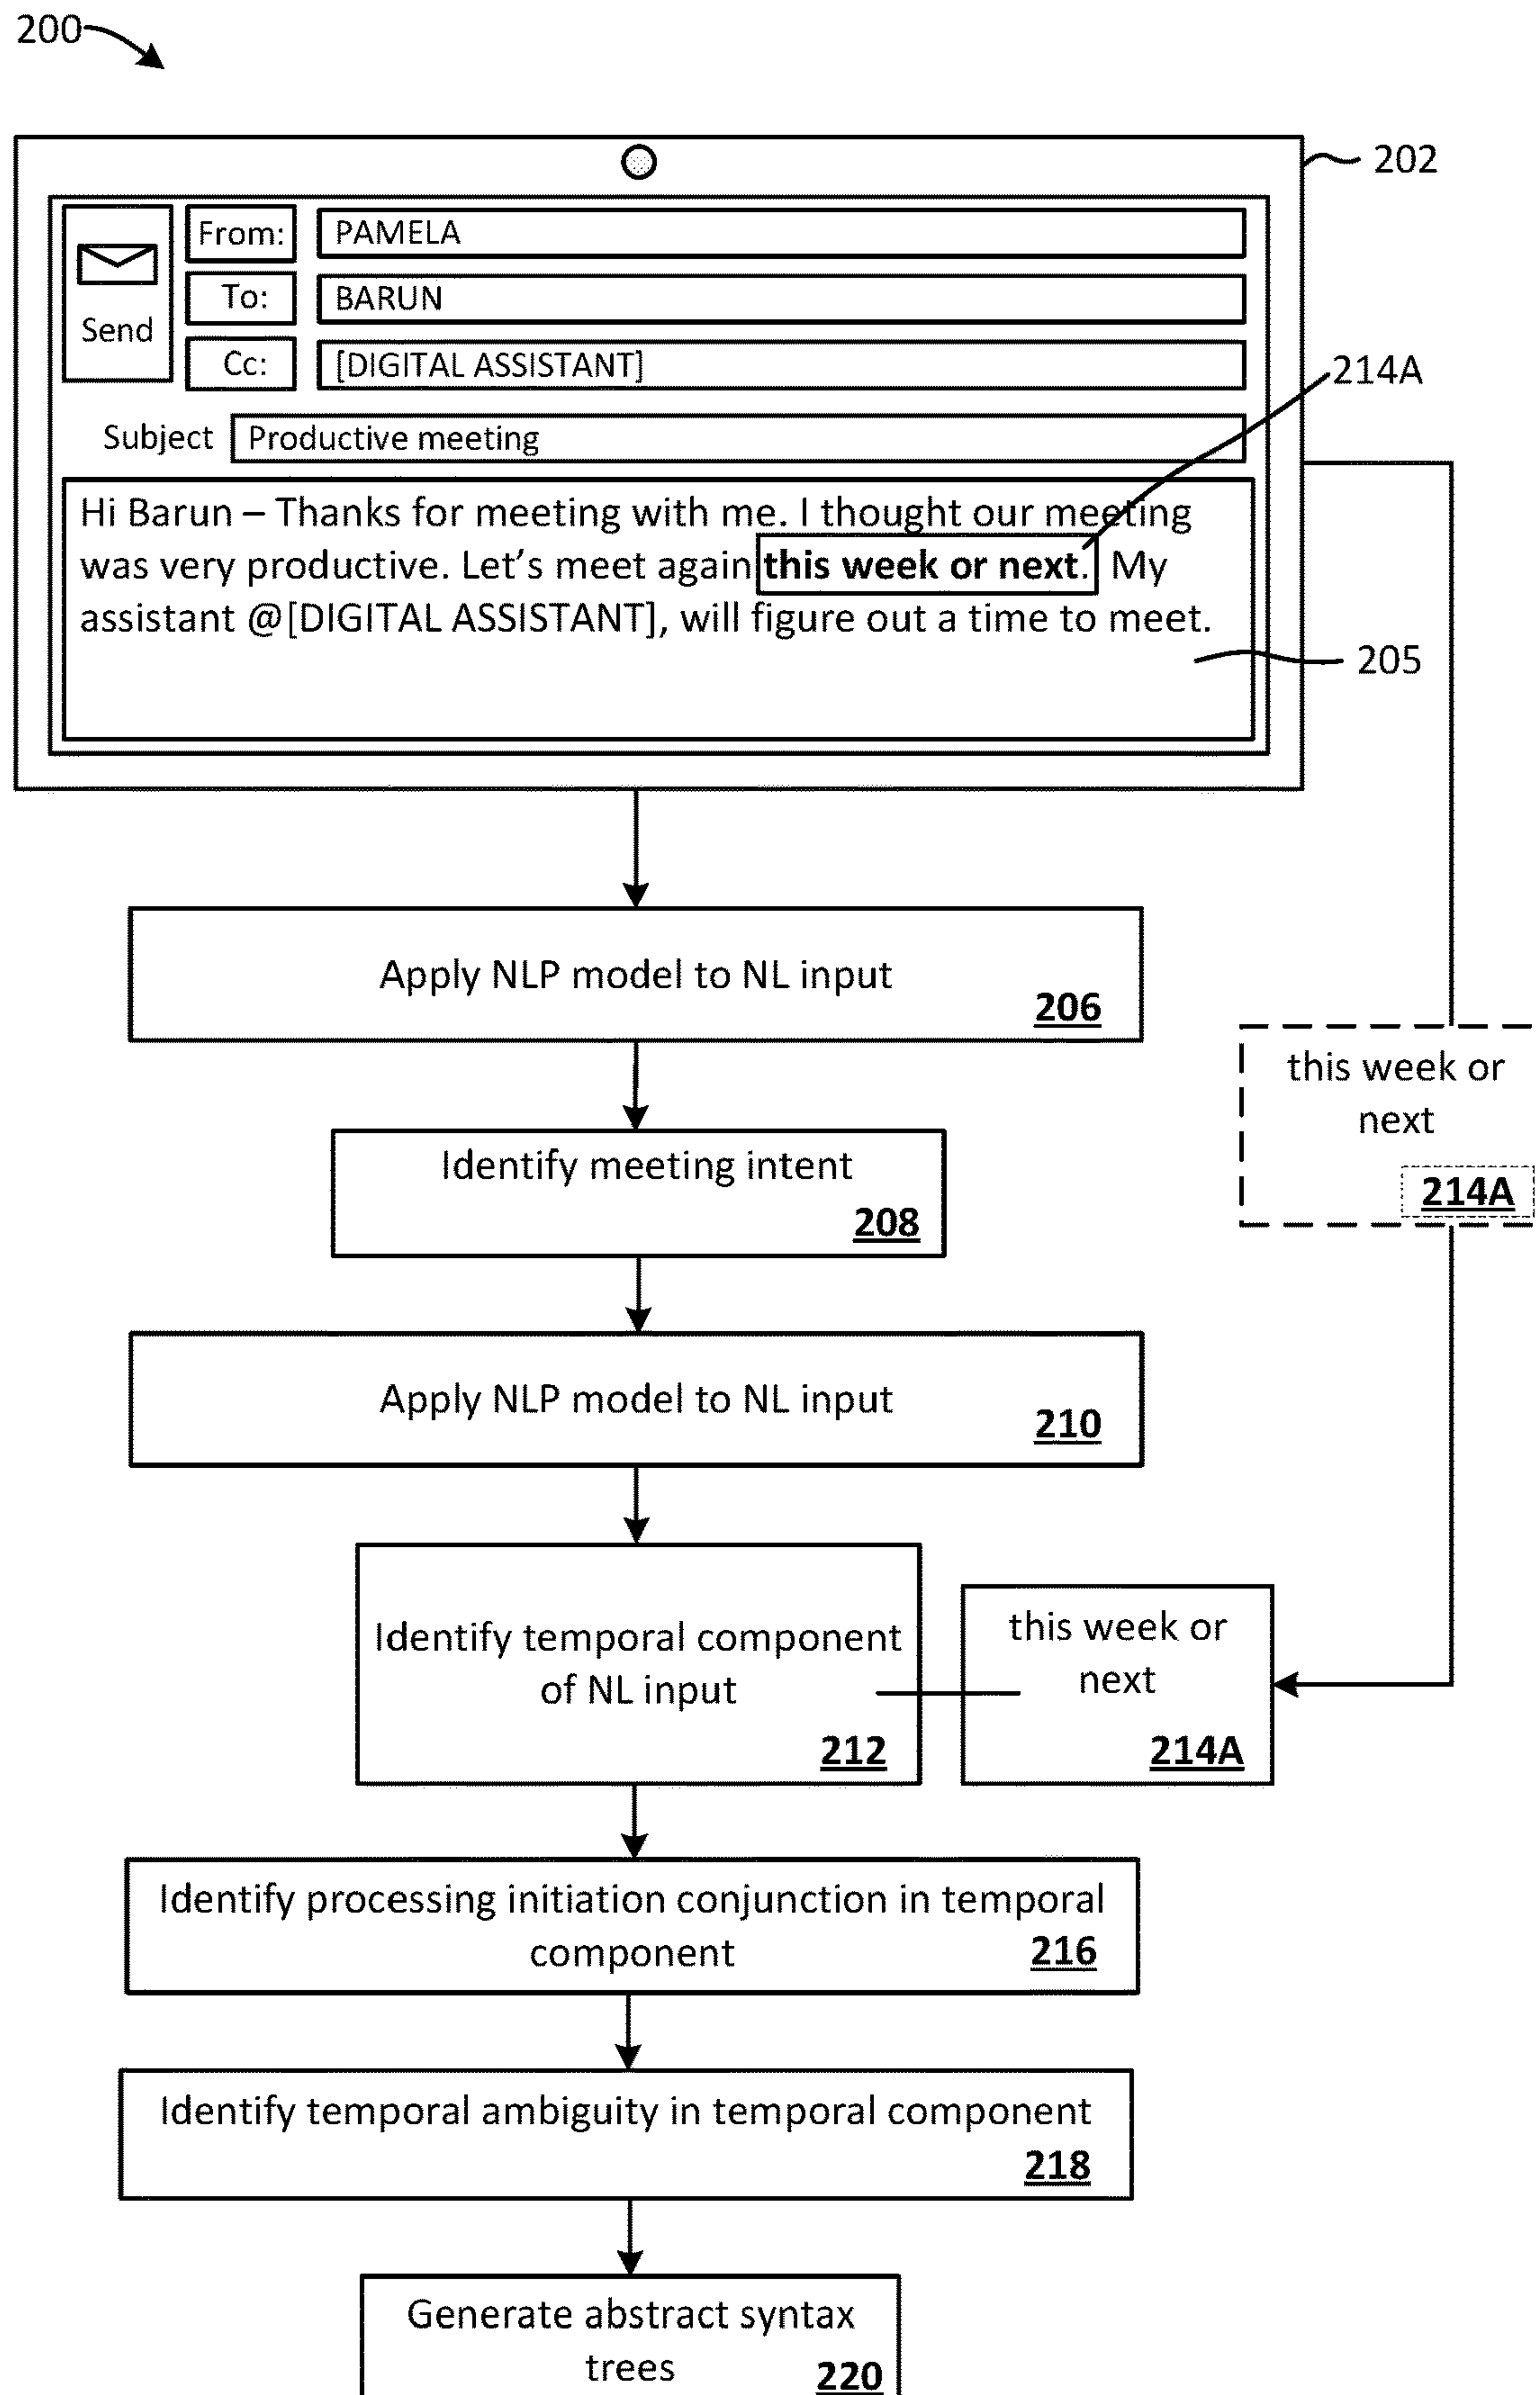 200
202
From: PAMELA
To: BARUN
Send
Cc: [DIGITAL ASSISTANT]
214A
Subject Productive meeting
Hi Barun – Thanks for meeting with me. I thought our meeting
was very productive. Let's meet again this week or next. My
assistant @[DIGITAL ASSISTANT], will figure out a time to meet.
205
Apply NLP model to NL input
206
this week or
next
214A
Identify meeting intent
208
Apply NLP model to NL input
210
Identify temporal component
of NL input
212
this week or
next
214A
Identify processing initiation conjunction in temporal
component
216
Identify temporal ambiguity in temporal component
218
Generate abstract syntax
trees
220